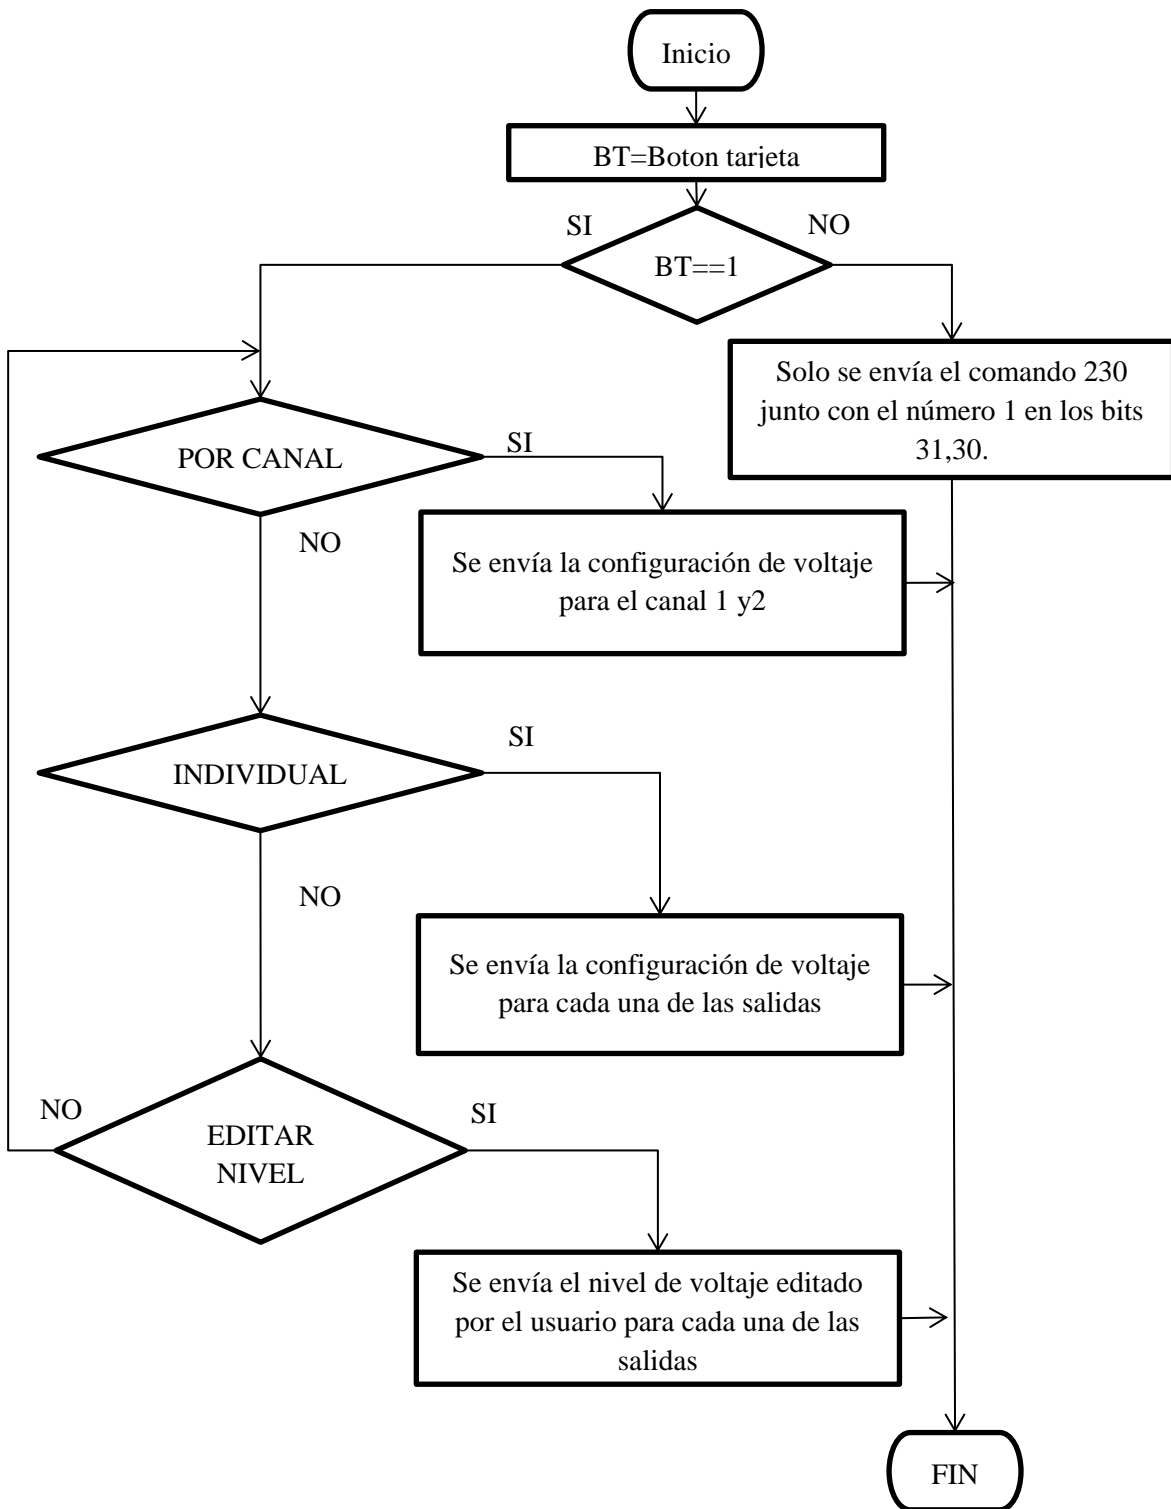 Inicio
BT=Boton tarjeta
SI
NO
BT==1
Solo se envía el comando 230
junto con el número 1 en los bits
31,30.
POR CANAL
SI
NO
Se envía la configuración de voltaje
para el canal 1 y2
INDIVIDUAL
SI
NO
Se envía la configuración de voltaje
para cada una de las salidas
NO
EDITAR
NIVEL
SI
Se envía el nivel de voltaje editado
por el usuario para cada una de las
salidas
FIN